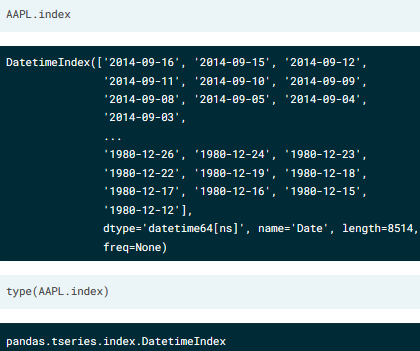 AAPL.index
DatetimeIndex(['2014-09-16', '2014-09-15', '2014-09-12',
'2014-09-11', '2014-09-10', '2014-09-09',
'2014-09-08', '2014-09-05', '2014-09-04',
'2014-09-03',
...
'1980-12-26', '1980-12-24', '1980-12-23',
'1980-12-22', '1980-12-19', '1980-12-18',
'1980-12-17', '1980-12-16', '1980-12-15',
'1980-12-12'],
dtype='datetime64[ns]', name='Date', length=8514,
freq=None)
type(AAPL.index)
pandas.tseries.index.DatetimeIndex